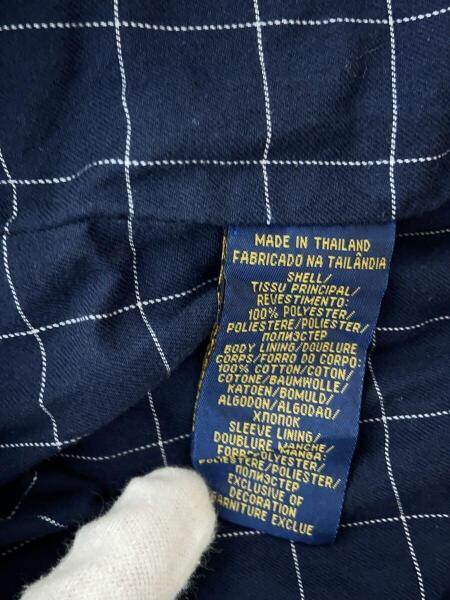 MADE IN THAILAND
FABRICADO NA TAILÂNDIA
SHELL/
TISSU PRINCIPAL/
REVESTIMENTO:
100% POLYESTER/
POLIESTERE/POLIESTER/
ПОЛИЭСТЕР
BODY LINING/DOUBLURE
CORPS/FORRO DO CORPO:
100% COTTON/COTON/
COTONE/BAUMWOLLE/
KATOEN/BOMULD/
ALGODON/ALGODAO/
ХЛОПОК
SLEEVE LINING/
DOUBLURE MANCHE/
MANGA
POLYESTER/
POLIESTERE/POLIESTER/
ПОЛИЭСТЕР
EXCLUSIVE OF
DECORATION
GARNITURE EXCLUE